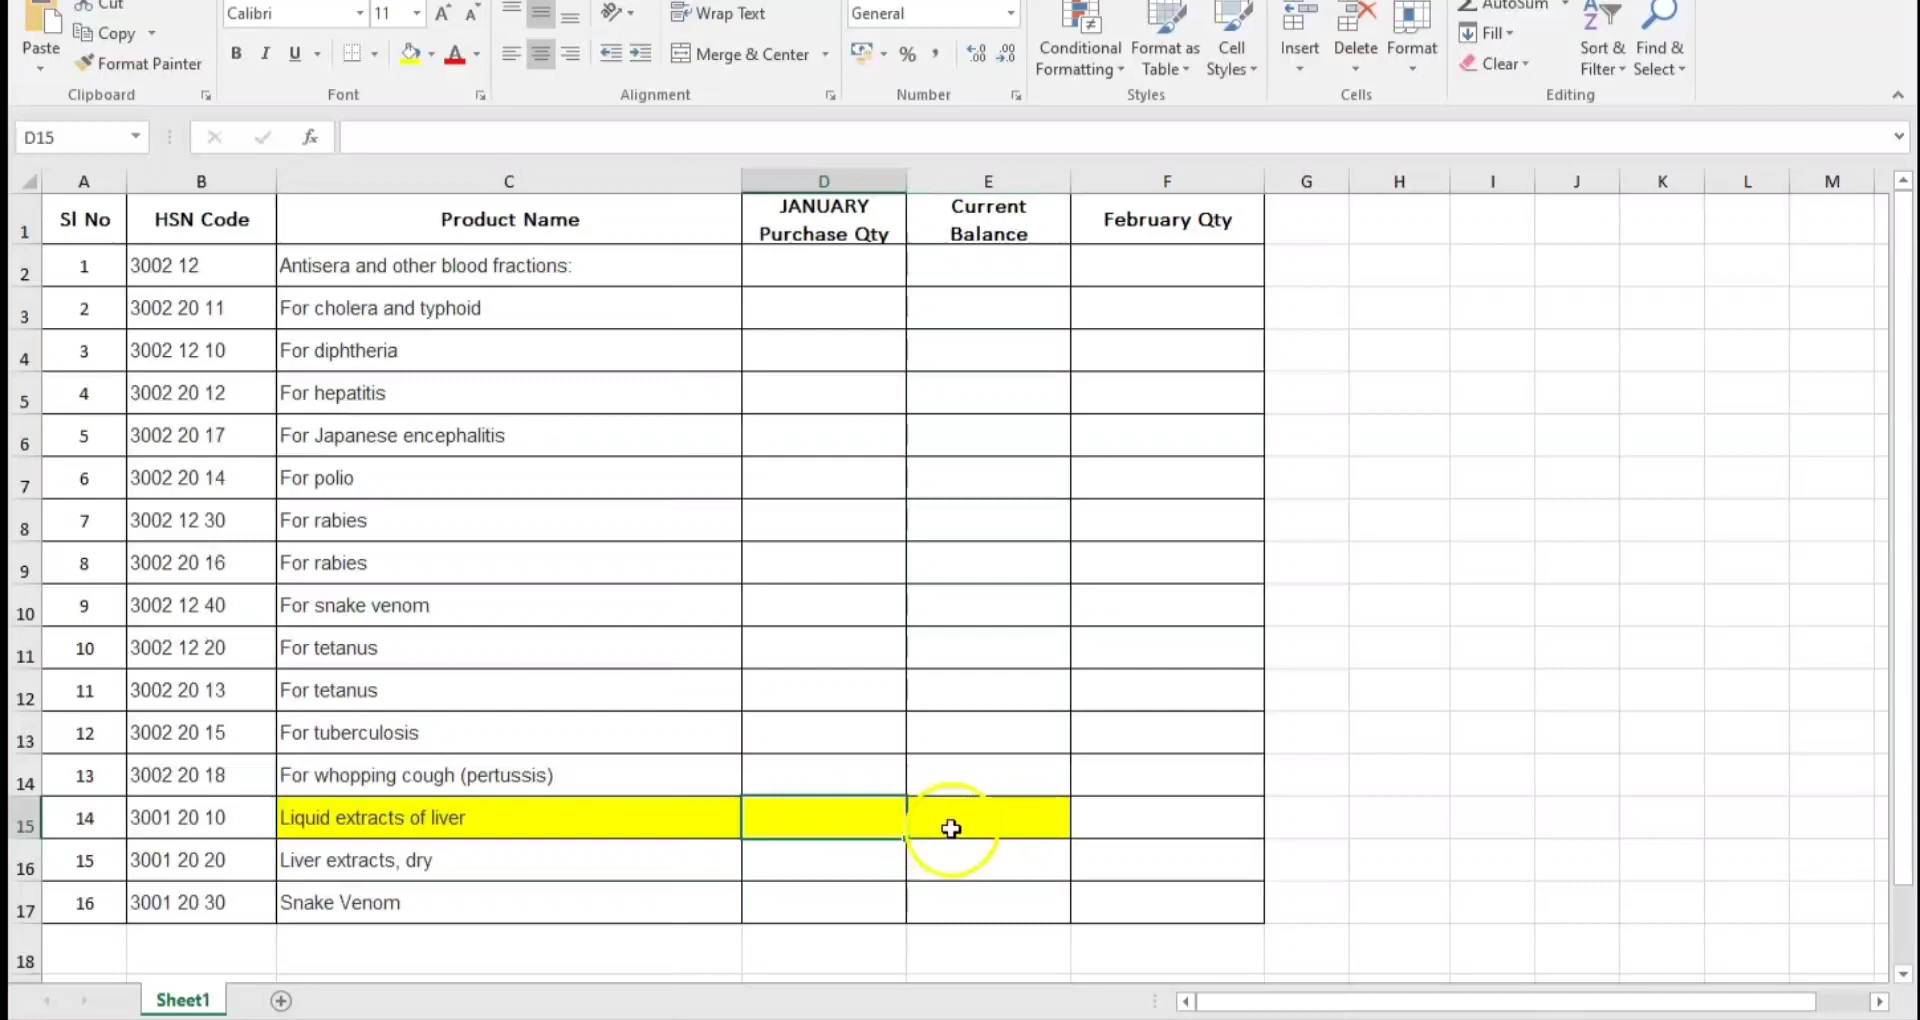 Cut
Calibri 11 Wrap Text General AutoSum
Paste Copy Fill
Format Painter B I U Merge & Center % Conditional Formatting Format as Table Cell Styles Insert Delete Format Clear Sort & Filter Find & Select
Clipboard Font Alignment Number Styles Cells Editing
D15 fx
A B C D E F G H I J K L M
1 Sl No HSN Code Product Name JANUARY Purchase Qty Current Balance February Qty
2 1 3002 12 Antisera and other blood fractions:
3 2 3002 20 11 For cholera and typhoid
4 3 3002 12 10 For diphtheria
5 4 3002 20 12 For hepatitis
6 5 3002 20 17 For Japanese encephalitis
7 6 3002 20 14 For polio
8 7 3002 12 30 For rabies
9 8 3002 20 16 For rabies
10 9 3002 12 40 For snake venom
11 10 3002 12 20 For tetanus
12 11 3002 20 13 For tetanus
13 12 3002 20 15 For tuberculosis
14 13 3002 20 18 For whopping cough (pertussis)
15 14 3001 20 10 Liquid extracts of liver
16 15 3001 20 20 Liver extracts, dry
17 16 3001 20 30 Snake Venom
18
Sheet1